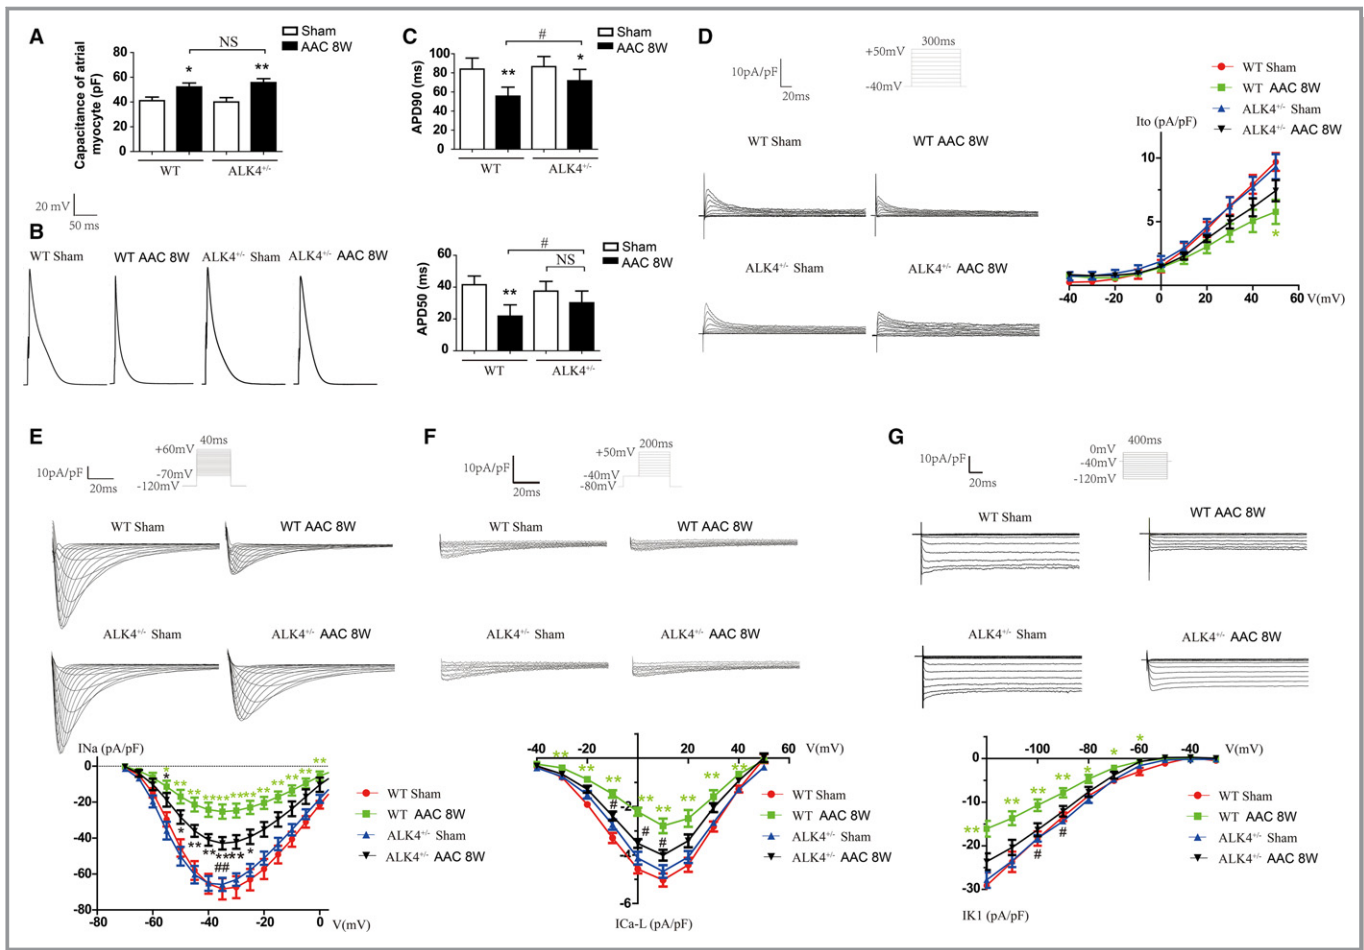 A
Sham
AAC 8W
NS
Capacitance of atrial
myocyte (pF)
80
60
40
20
0
*
**
WT
ALK4+/-
20 mV
50 ms
B
WT Sham
WT AAC 8W
ALK4+/- Sham
ALK4+/- AAC 8W
C
Sham
AAC 8W
#
APD90 (ms)
100
80
60
40
20
0
**
*
WT
ALK4+/-
Sham
AAC 8W
#
NS
APD50 (ms)
60
40
20
0
**
WT
ALK4+/-
D
10pA/pF
20ms
300ms
+50mV
-40mV
WT Sham
WT AAC 8W
ALK4+/- Sham
ALK4+/- AAC 8W
WT Sham
WT AAC 8W
ALK4+/- Sham
ALK4+/- AAC 8W
Ito (pA/pF)
10
5
*
-40
-20
0
20
40
60
V(mV)
E
10pA/pF
20ms
40ms
+60mV
-70mV
-120mV
WT Sham
WT AAC 8W
ALK4+/- Sham
ALK4+/- AAC 8W
INa (pA/pF)
0
-20
-40
-60
-80
-80
-60
-40
-20
0
V(mV)
##
WT Sham
WT AAC 8W
ALK4+/- Sham
ALK4+/- AAC 8W
F
10pA/pF
20ms
200ms
+50mV
-40mV
-80mV
WT Sham
WT AAC 8W
ALK4+/- Sham
ALK4+/- AAC 8W
-40
-20
20
40
60
V(mV)
** ** ** ** ** ** ** **
# # #
-2
-4
-6
ICa-L (pA/pF)
WT Sham
WT AAC 8W
ALK4+/- Sham
ALK4+/- AAC 8W
G
10pA/pF
20ms
400ms
0mV
-40mV
-120mV
WT Sham
WT AAC 8W
ALK4+/- Sham
ALK4+/- AAC 8W
-100
-80
-60
-40
V(mV)
0
-10
-20
-30
** ** ** ** * * *
# #
IK1 (pA/pF)
WT Sham
WT AAC 8W
ALK4+/- Sham
ALK4+/- AAC 8W